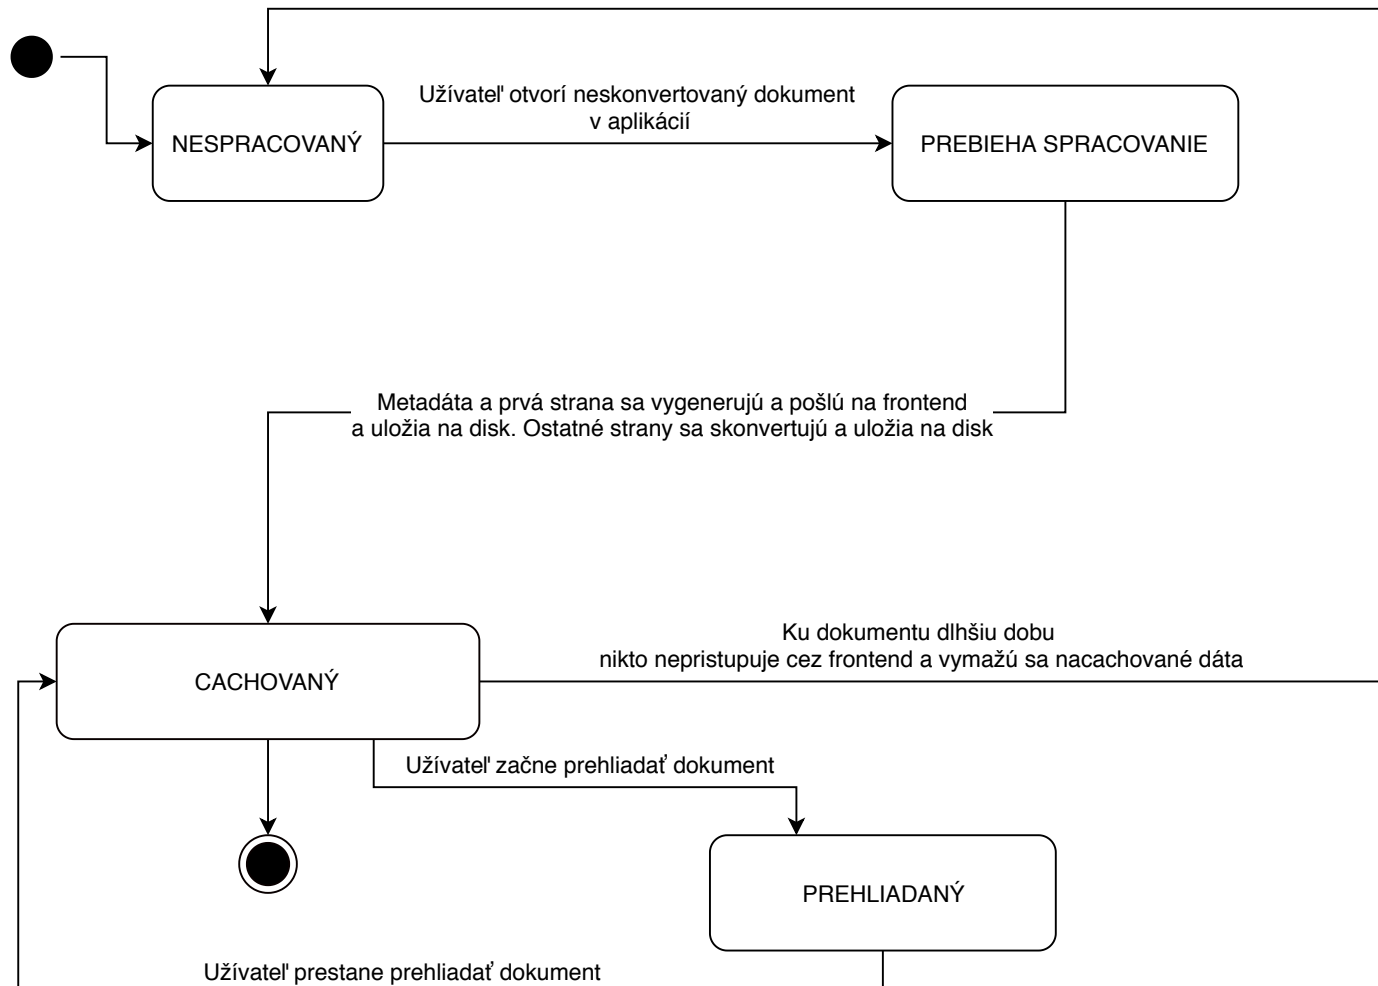 Užívateľ otvorí neskonvertovaný dokument
v aplikácií
NESPRACOVANÝ
PREBIEHA SPRACOVANIE
Metadáta a prvá strana sa vygenerujú a pošlú na frontend
a uložia na disk. Ostatné strany sa skonvertujú a uložia na disk
Ku dokumentu dlhšiu dobu
nikto nepristupuje cez frontend a vymažú sa nacachované dáta
CACHOVANÝ
Užívateľ začne prehliadať dokument
PREHLIADANÝ
Užívateľ prestane prehliadať dokument